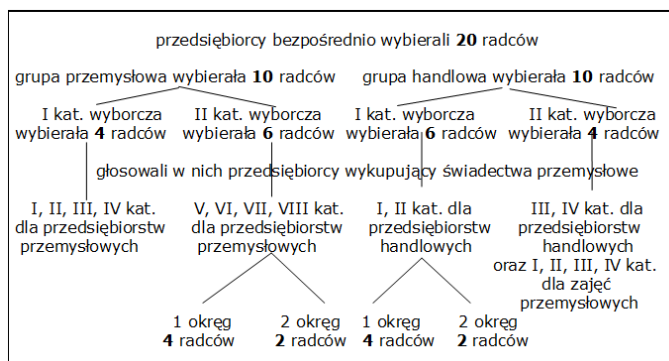 przedsiębiorcy bezpośrednio wybierali 20 radców
grupa przemysłowa wybierała 10 radców
grupa handlowa wybierała 10 radców
I kat. wyborcza
wybierała 4 radców
II kat. wyborcza
wybierała 6 radców
I kat. wyborcza
wybierała 6 radców
II kat. wyborcza
wybierała 4 radców
głosowali w nich przedsiębiorcy wykupujący świadectwa przemysłowe
I, II, III, IV kat.
dla przedsiębiorstw
przemysłowych
V, VI, VII, VIII kat.
dla przedsiębiorstw
przemysłowych
I, II kat. dla
przedsiębiorstw
handlowych
III, IV kat. dla
przedsiębiorstw
handlowych
oraz I, II, III, IV kat.
dla zajęć
przemysłowych
1 okręg
4 radców
2 okręg
2 radców
1 okręg
4 radców
2 okręg
2 radców